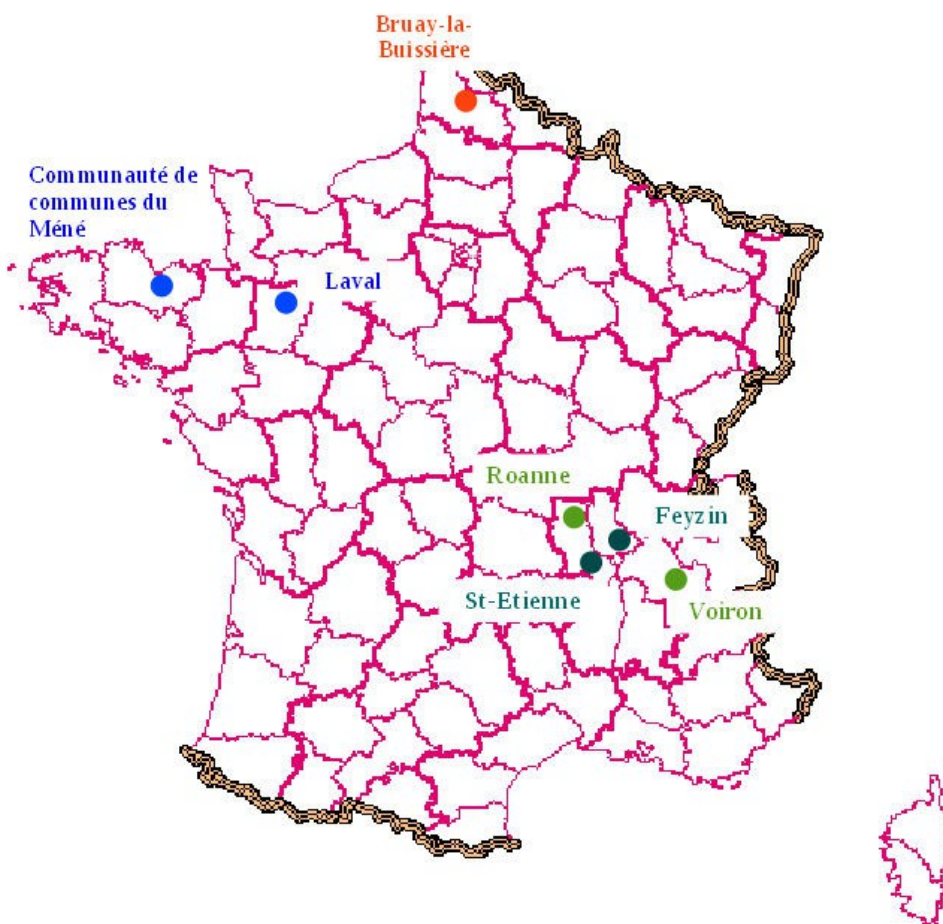 Bruay-la-
Buissière
Communauté de
communes du
Méné
Laval
Roanne
Feyzin
St-Etienne
Voiron